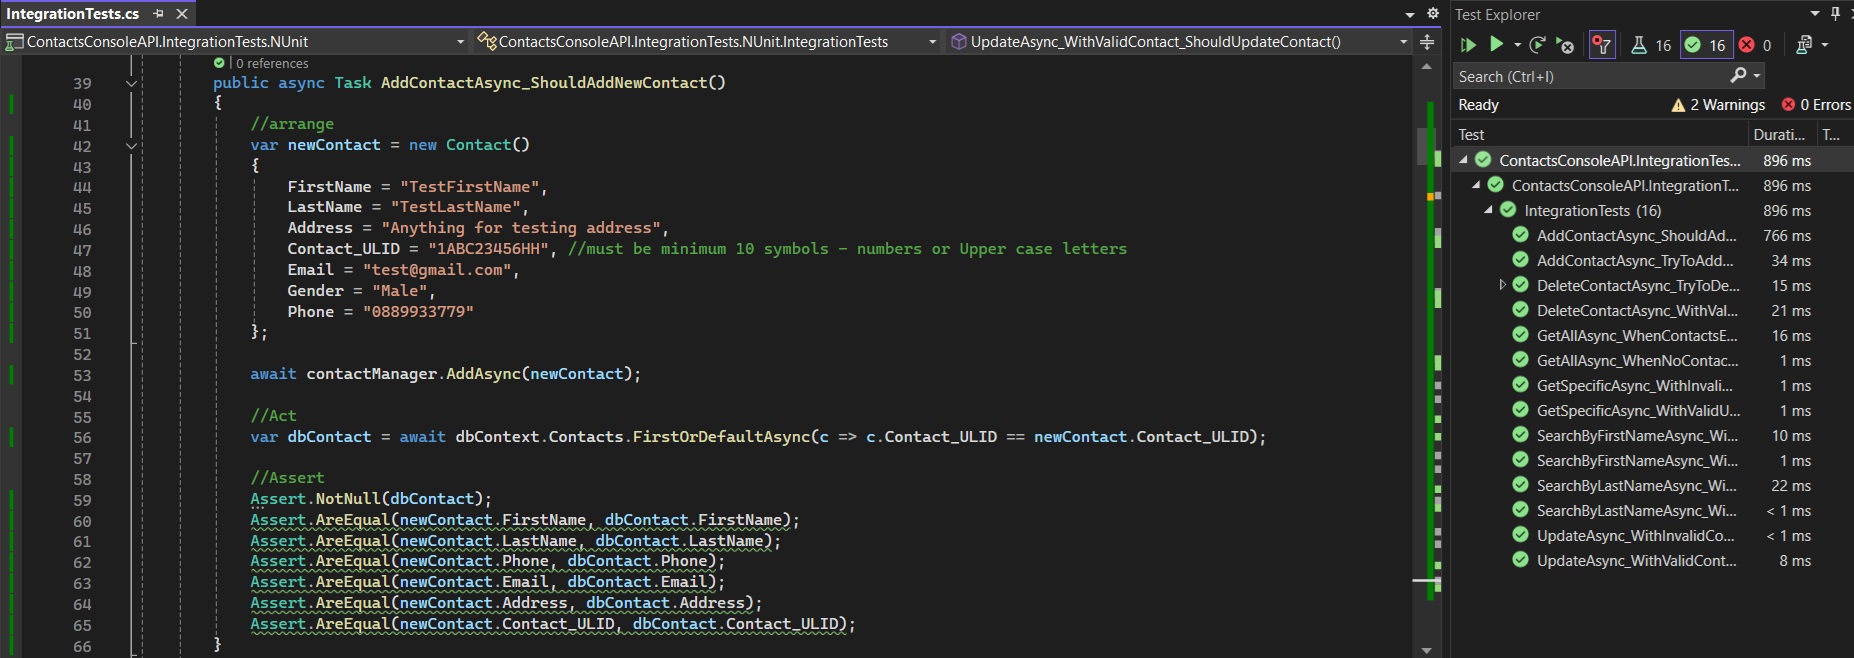 IntegrationTests.cs
ContactsConsoleAPI.IntegrationTests.NUnit
ContactsConsoleAPI.IntegrationTests.NUnit.IntegrationTests
UpdateAsync_WithValidContact_ShouldUpdateContact()
0 references
39 public async Task AddContactAsync_ShouldAddNewContact()
40 {
41 //arrange
42 var newContact = new Contact()
43 {
44 FirstName = "TestFirstName",
45 LastName = "TestLastName",
46 Address = "Anything for testing address",
47 Contact_ULID = "1ABC23456HH", //must be minimum 10 symbols - numbers or Upper case letters
48 Email = "test@gmail.com",
49 Gender = "Male",
50 Phone = "0889933779"
51 };
52
53 await contactManager.AddAsync(newContact);
54
55 //Act
56 var dbContact = await dbContext.Contacts.FirstOrDefaultAsync(c => c.Contact_ULID == newContact.Contact_ULID);
57
58 //Assert
59 Assert.NotNull(dbContact);
60 Assert.AreEqual(newContact.FirstName, dbContact.FirstName);
61 Assert.AreEqual(newContact.LastName, dbContact.LastName);
62 Assert.AreEqual(newContact.Phone, dbContact.Phone);
63 Assert.AreEqual(newContact.Email, dbContact.Email);
64 Assert.AreEqual(newContact.Address, dbContact.Address);
65 Assert.AreEqual(newContact.Contact_ULID, dbContact.Contact_ULID);
66 }
Test Explorer
16 16 0
Search (Ctrl+I)
Ready 2 Warnings 0 Errors
Test Durati... T...
ContactsConsoleAPI.IntegrationTes... 896 ms
ContactsConsoleAPI.IntegrationT... 896 ms
IntegrationTests (16) 896 ms
AddContactAsync_ShouldAd... 766 ms
AddContactAsync_TryToAdd... 34 ms
DeleteContactAsync_TryToDe... 15 ms
DeleteContactAsync_WithVal... 21 ms
GetAllAsync_WhenContactsE... 16 ms
GetAllAsync_WhenNoContac... 1 ms
GetSpecificAsync_WithInvali... 1 ms
GetSpecificAsync_WithValidU... 1 ms
SearchByFirstNameAsync_Wi... 10 ms
SearchByFirstNameAsync_Wi... 1 ms
SearchByLastNameAsync_Wi... 22 ms
SearchByLastNameAsync_Wi... < 1 ms
UpdateAsync_WithInvalidCo... < 1 ms
UpdateAsync_WithValidCont... 8 ms